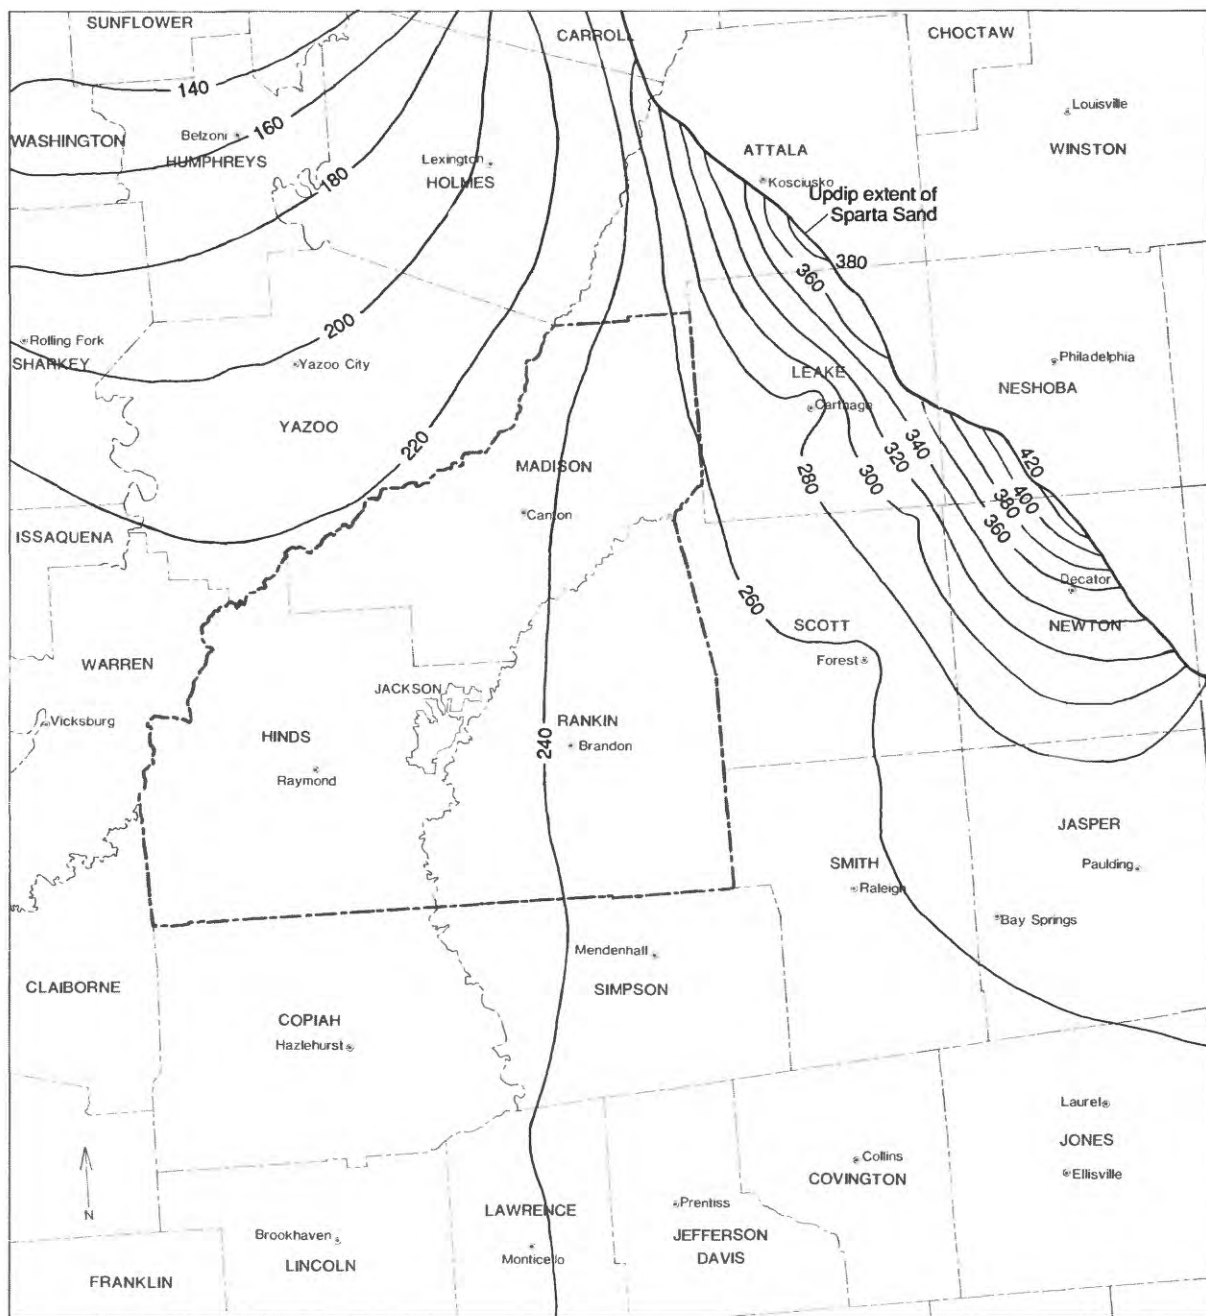 SUNFLOWER
CARROLL
CHOCTAW
140
Louisville
WASHINGTON
Belzoni
160
HUMPHREYS
Lexington
HOLMES
ATTALA
WINSTON
180
Kosciusko
Updip extent of
Sparta Sand
380
360
200
Rolling Fork
SHARKEY
Yazoo City
LEAKE
Philadelphia
NESHOBA
Carthage
YAZOO
220
340
320
300
280
MADISON
420
400
380
360
Canton
ISSAQUENA
Decator
260
SCOTT
NEWTON
WARREN
Forest
JACKSON
Vicksburg
HINDS
RANKIN
240
Brandon
Raymond
JASPER
SMITH
Paulding
Raleigh
Bay Springs
Mendenhall
CLAIBORNE
SIMPSON
COPIAH
Hazlehurst
Laurel
JONES
Collins
COVINGTON
Ellisville
N
LAWRENCE
Prentiss
Brookhaven
JEFFERSON
DAVIS
LINCOLN
Monticello
FRANKLIN